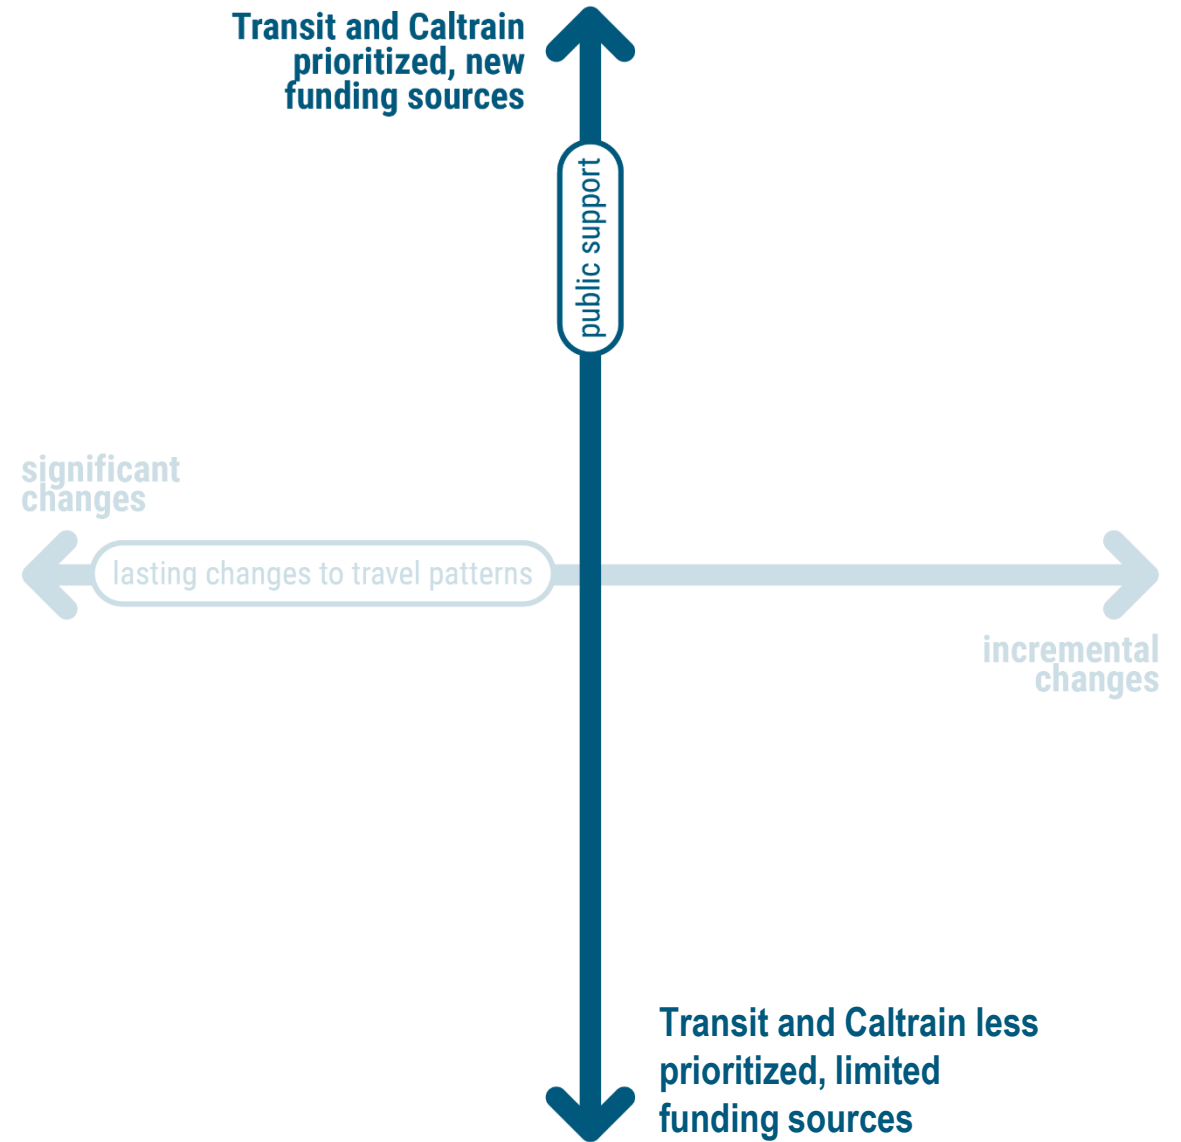 Transit and Caltrain
prioritized, new
funding sources
public support
significant
changes
lasting changes to travel patterns
incremental
changes
Transit and Caltrain less
prioritized, limited
funding sources